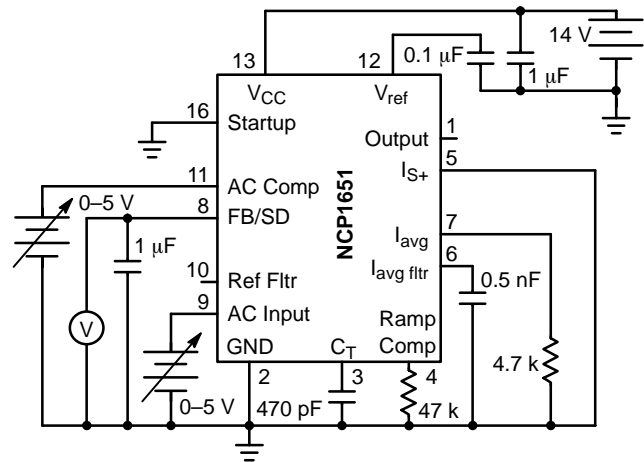 14 V
13
12
0.1 µF
1 µF
VCC
Vref
16
Startup
Output
1
5
IS+
11
AC Comp
0–5 V
8
FB/SD
1 µF
NCP1651
7
Iavg
6
Iavg fltr
0.5 nF
10
Ref Fltr
9
AC Input
V
Ramp
Comp
GND
CT
4.7 k
2
3
4
0–5 V
470 pF
47 k